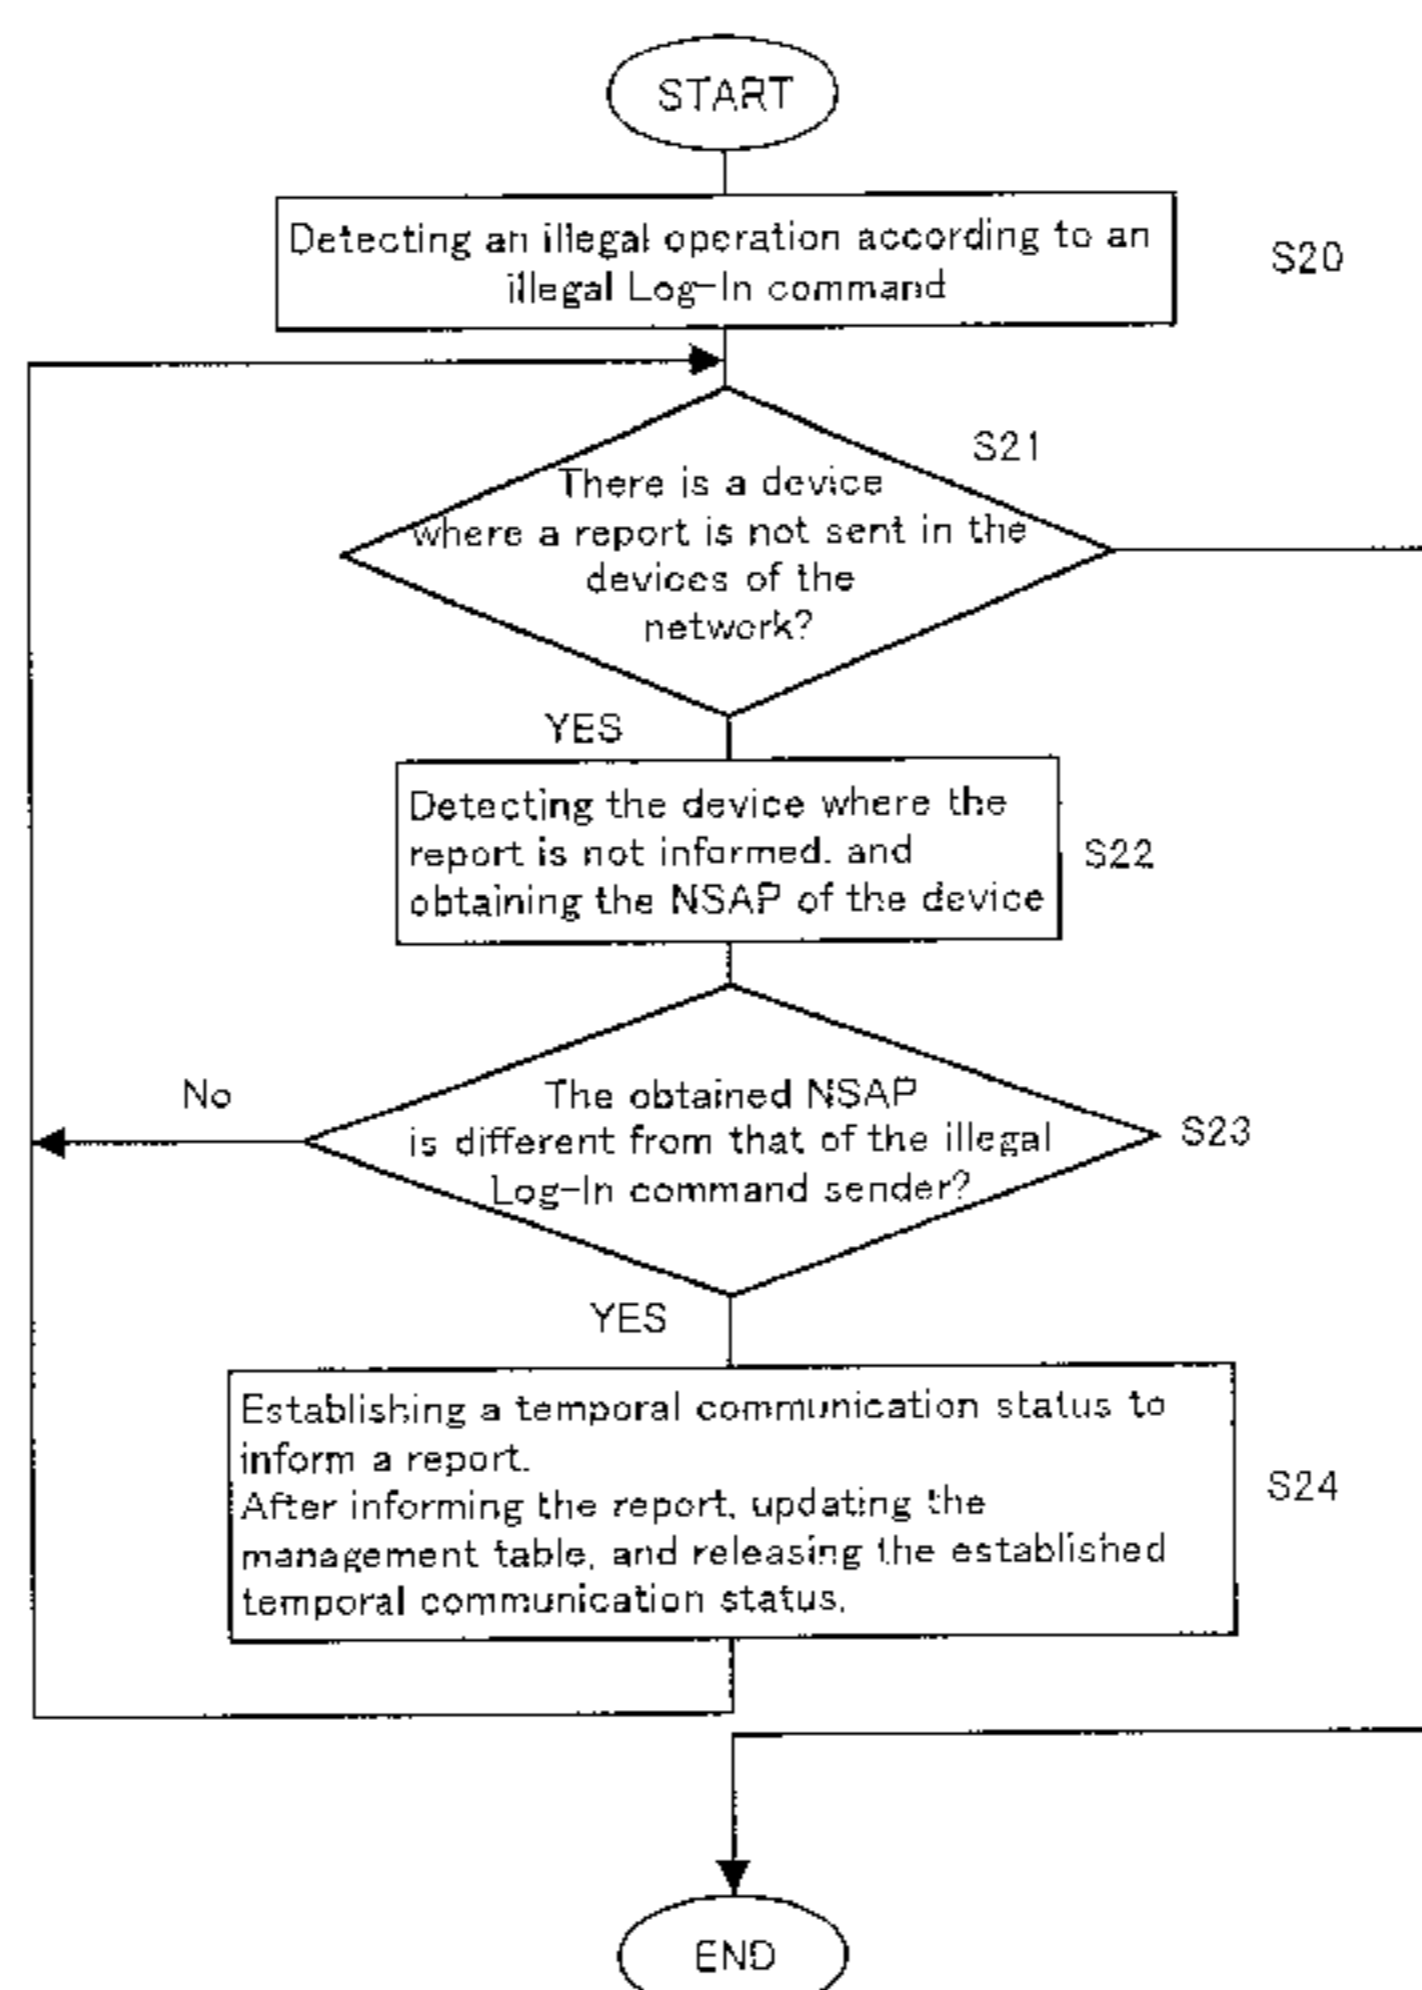 START
Detecting an illegal operation according to an
illegal Log-In command
S20
S21
There is a device
where a report is not sent in the
devices of the
network?
YES
Detecting the device where the
report is not informed. and
obtaining the NSAP of the device
S22
No
The obtained NSAP
is different from that of the illegal
Log-In command sender?
S23
YES
Establishing a temporal communication status to
inform a report.
After informing the report, updating the
management table, and releasing the established
temporal communication status.
S24
END